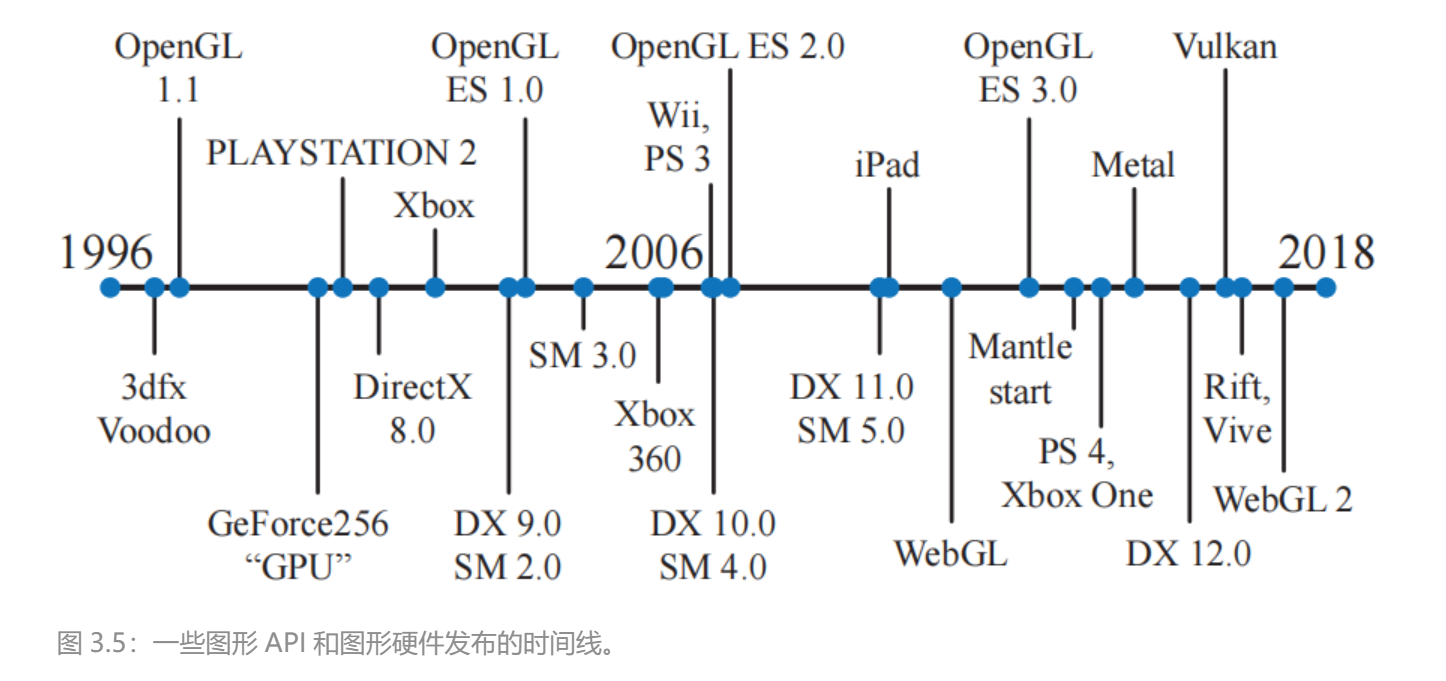 OpenGL
1.1
OpenGL
ES 1.0
OpenGL ES 2.0
OpenGL
ES 3.0
Vulkan
PLAYSTATION 2
Xbox
Wii,
PS 3
iPad
Metal
1996
2006
2018
3dfx
Voodoo
DirectX
8.0
SM 3.0
Xbox
360
DX 11.0
SM 5.0
Mantle
start
PS 4,
Xbox One
Rift,
Vive
WebGL 2
GeForce256
“GPU”
DX 9.0
SM 2.0
DX 10.0
SM 4.0
WebGL
DX 12.0
图 3.5：一些图形 API 和图形硬件发布的时间线。